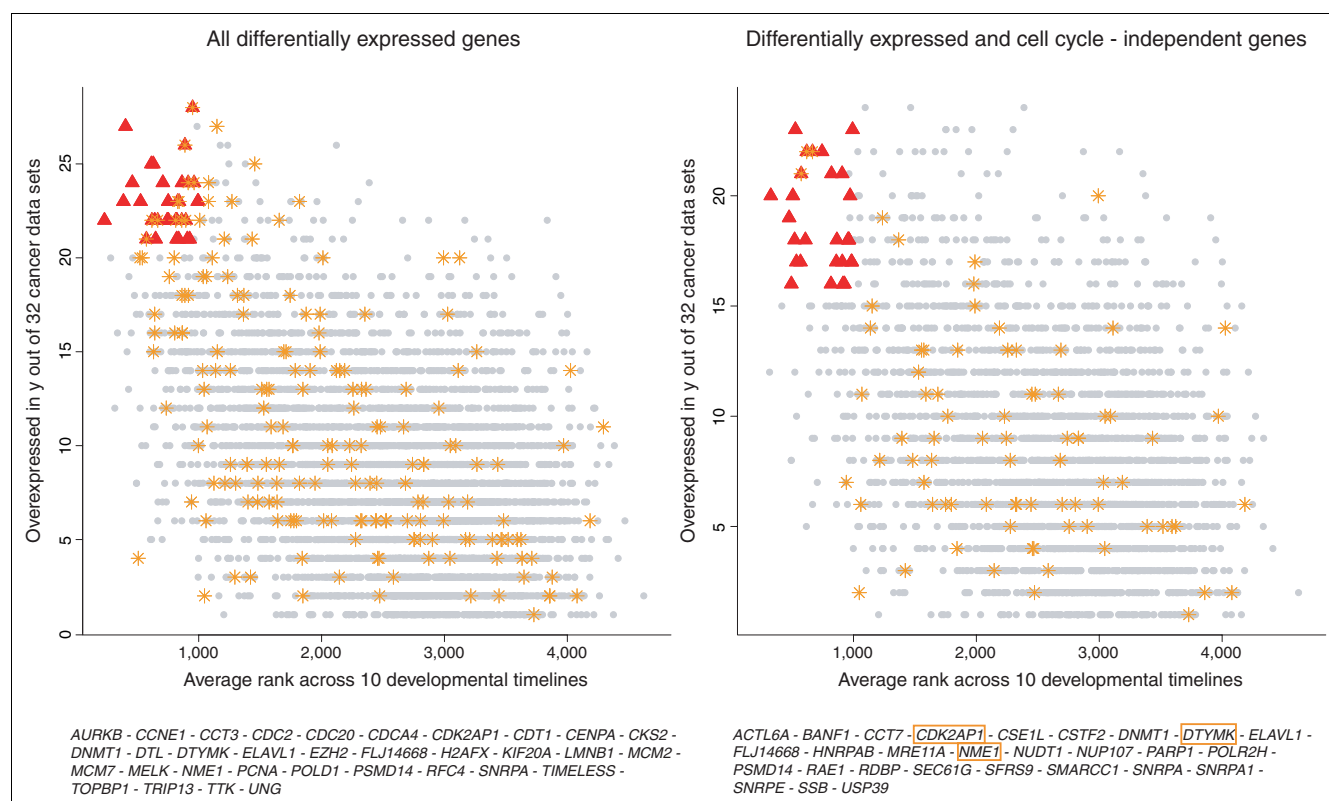 All differentially expressed genes
Overexpressed in y out of 32 cancer data sets
25
20
15
10
5
0
1,000 2,000 3,000 4,000
Average rank across 10 developmental timelines
AURKB - CCNE1 - CCT3 - CDC2 - CDC20 - CDCA4 - CDK2AP1 - CDT1 - CENPA - CKS2 -
DNMT1 - DTL - DTYMK - ELAVL1 - EZH2 - FLJ14668 - H2AFX - KIF20A - LMNB1 - MCM2 -
MCM7 - MELK - NME1 - PCNA - POLD1 - PSMD14 - RFC4 - SNRPA - TIMELESS -
TOPBP1 - TRIP13 - TTK - UNG
Differentially expressed and cell cycle - independent genes
Overexpressed in y out of 32 cancer data sets
20
15
10
5
1,000 2,000 3,000 4,000
Average rank across 10 developmental timelines
ACTL6A - BANF1 - CCT7 - CDK2AP1 - CSE1L - CSTF2 - DNMT1 - DTYMK - ELAVL1 -
FLJ14668 - HNRPAB - MRE11A - NME1 - NUDT1 - NUP107 - PARP1 - POLR2H -
PSMD14 - RAE1 - RDBP - SEC61G - SFRS9 - SMARCC1 - SNRPA - SNRPA1 -
SNRPE - SSB - USP39